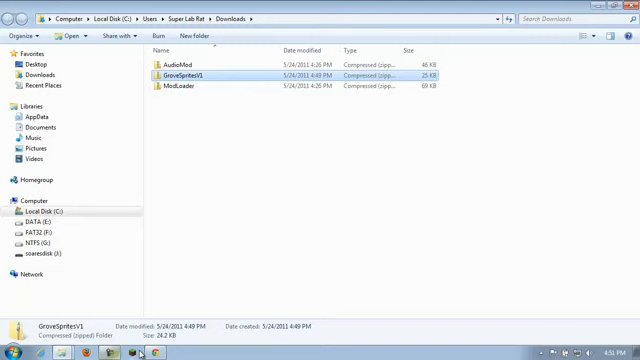 Computer ▸ Local Disk (C:) ▸ Users ▸ Super Lab Rat ▸ Downloads ▸
Search Downloads
Organize
Open
Share with
Burn
New folder
Name
Date modified
Type
Size
Favorites
Desktop
Downloads
Recent Places
Libraries
AppData
Documents
Music
Pictures
Videos
Homegroup
Computer
Local Disk (C:)
DATA (E:)
FAT32 (F:)
NTFS (G:)
soaresdisk (J:)
Network
AudioMod 5/24/2011 4:26 PM Compressed (zipp... 46 KB
GroveSpritesV1 5/24/2011 4:49 PM Compressed (zipp... 25 KB
ModLoader 5/24/2011 4:26 PM Compressed (zipp... 69 KB
GroveSpritesV1 Date modified: 5/24/2011 4:49 PM Date created: 5/24/2011 4:49 PM
Compressed (zipped) Folder Size: 24.2 KB
4:51 PM